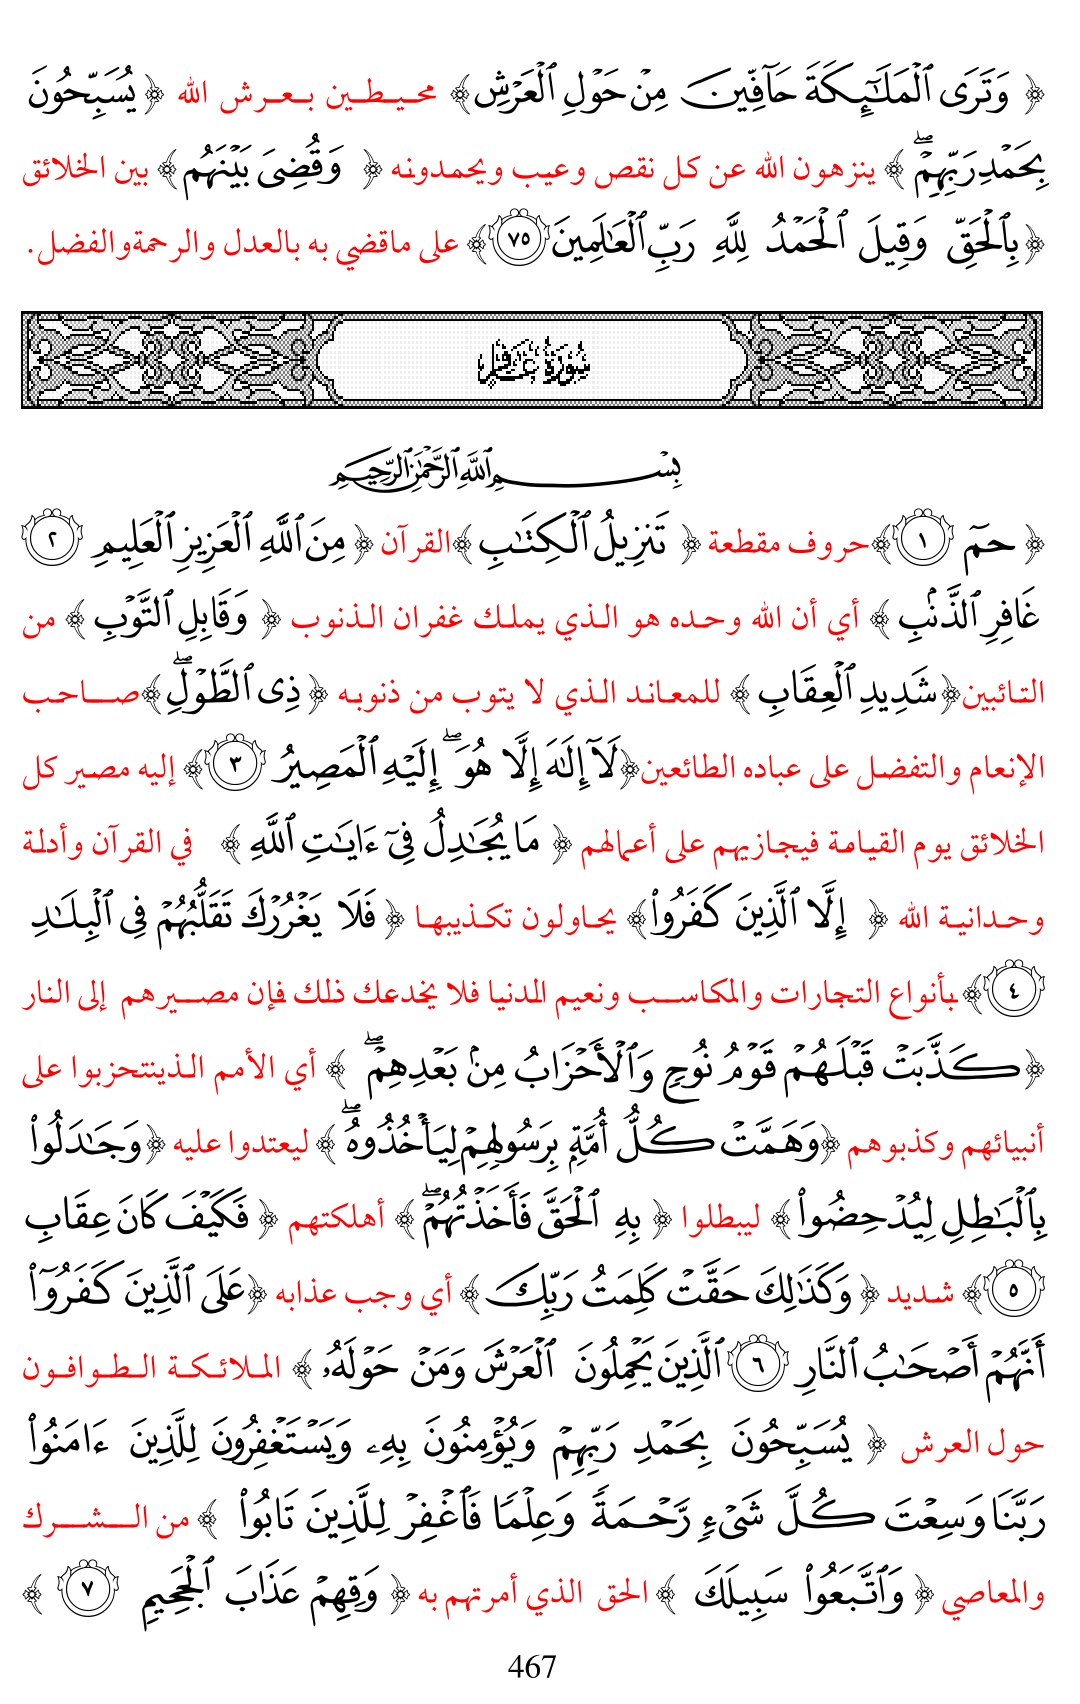 ﴿ وَتَرَى ٱلْمَلَـٰٓئِكَةَ حَآفِّينَ مِنْ حَوْلِ ٱلْعَرْشِ ﴾ محيطين بعرش الله ﴿ يُسَبِّحُونَ
بِحَمْدِ رَبِّهِمْ ۖ ﴾ ينزهون الله عن كل نقص وعيب ويحمدونه ﴿ وَقُضِىَ بَيْنَهُم ﴾ بين الخلائق
﴿ بِٱلْحَقِّ وَقِيلَ ٱلْحَمْدُ لِلَّهِ رَبِّ ٱلْعَـٰلَمِينَ ٧٥ ﴾ على ماقضي به بالعدل والرحمةوالفضل.
سُورَةُ غَافِرٍ
بِسْمِ ٱللَّهِ ٱلرَّحْمَـٰنِ ٱلرَّحِيمِ
﴿ حمٓ ١ ﴾حروف مقطعة ﴿ تَنزِيلُ ٱلْكِتَـٰبِ ﴾القرآن ﴿ مِنَ ٱللَّهِ ٱلْعَزِيزِ ٱلْعَلِيمِ ٢
غَافِرِ ٱلذَّنۢبِ ﴾ أي أن الله وحده هو الذي يملك غفران الذنوب ﴿ وَقَابِلِ ٱلتَّوْبِ ﴾ من
التائبين﴿ شَدِيدِ ٱلْعِقَابِ ﴾ للمعاند الذي لا يتوب من ذنوبه ﴿ ذِى ٱلطَّوْلِ ۖ ﴾صاحب
الإنعام والتفضل على عباده الطائعين﴿ لَآ إِلَـٰهَ إِلَّا هُوَ ۖ إِلَيْهِ ٱلْمَصِيرُ ٣ ﴾ إليه مصير كل
الخلائق يوم القيامة فيجازيهم على أعمالهم ﴿ مَا يُجَـٰدِلُ فِىٓ ءَايَـٰتِ ٱللَّهِ ﴾ في القرآن وأدلة
وحدانية الله ﴿ إِلَّا ٱلَّذِينَ كَفَرُوا۟ ﴾ يحاولون تكذيبها ﴿ فَلَا يَغْرُرْكَ تَقَلُّبُهُمْ فِى ٱلْبِلَـٰدِ
٤ ﴾بأنواع التجارات والمكاسب ونعيم الدنيا فلا يخدعك ذلك فإن مصيرهم إلى النار
﴿ كَذَّبَتْ قَبْلَهُمْ قَوْمُ نُوحٍ وَٱلْأَحْزَابُ مِنۢ بَعْدِهِمْ ۖ ﴾ أي الأمم الذينتحزبوا على
أنبيائهم وكذبوهم ﴿وَهَمَّتْ كُلُّ أُمَّةٍۭ بِرَسُولِهِمْ لِيَأْخُذُوهُ ۖ ﴾ ليعتدوا عليه ﴿وَجَـٰدَلُوا۟
بِٱلْبَـٰطِلِ لِيُدْحِضُوا۟ ﴾ ليبطلوا ﴿ بِهِ ٱلْحَقَّ فَأَخَذْتُهُمْ ۖ ﴾ أهلكتهم ﴿ فَكَيْفَ كَانَ عِقَابِ
٥ ﴾ شديد ﴿ وَكَذَٰلِكَ حَقَّتْ كَلِمَتُ رَبِّكَ ﴾ أي وجب عذابه ﴿عَلَى ٱلَّذِينَ كَفَرُوٓا۟
أَنَّهُمْ أَصْحَـٰبُ ٱلنَّارِ ٦ ٱلَّذِينَ يَحْمِلُونَ ٱلْعَرْشَ وَمَنْ حَوْلَهُۥ ﴾ الملائكة الطوافون
حول العرش ﴿ يُسَبِّحُونَ بِحَمْدِ رَبِّهِمْ وَيُؤْمِنُونَ بِهِۦ وَيَسْتَغْفِرُونَ لِلَّذِينَ ءَامَنُوا۟
رَبَّنَا وَسِعْتَ كُلَّ شَىْءٍ رَّحْمَةً وَعِلْمًا فَٱغْفِرْ لِلَّذِينَ تَابُوا۟ ﴾ من الشرك
والمعاصي ﴿ وَٱتَّبَعُوا۟ سَبِيلَكَ ﴾ الحق الذي أمرتهم به ﴿ وَقِهِمْ عَذَابَ ٱلْجَحِيمِ ٧ ﴾
467